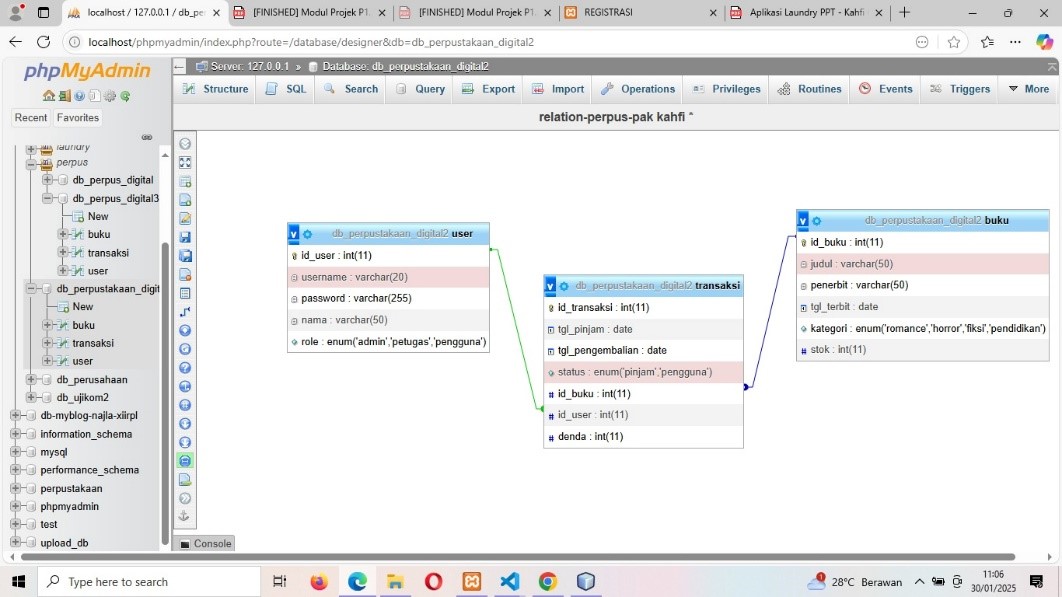 localhost / 127.0.0.1 / db_pe
[FINISHED] Modul Projek P1.
[FINISHED] Modul Projek P1.
REGISTRASI
Aplikasi Laundry PPT - Kahfi
localhost/phpmyadmin/index.php?route=/database/designer&db=db_perpustakaan_digital2
phpMyAdmin
Recent
Favorites
laundry
perpus
db_perpus_digital
db_perpus_digital3
New
buku
transaksi
user
db_perpustakaan_digit
New
buku
transaksi
user
db_perusahaan
db_ujikom2
db-myblog-najla-xiirpl
information_schema
mysql
performance_schema
perpustakaan
phpmyadmin
test
upload_db
Server: 127.0.0.1 » Database: db_perpustakaan_digital2
Structure
SQL
Search
Query
Export
Import
Operations
Privileges
Routines
Events
Triggers
More
relation-perpus-pak kahfi *
db_perpustakaan_digital2 user
id_user : int(11)
username : varchar(20)
password : varchar(255)
nama : varchar(50)
role : enum('admin','petugas','pengguna')
db_perpustakaan_digital2 transaksi
id_transaksi : int(11)
tgl_pinjam : date
tgl_pengembalian : date
status : enum('pinjam','pengguna')
id_buku : int(11)
id_user : int(11)
denda : int(11)
db_perpustakaan_digital2 buku
id_buku : int(11)
judul : varchar(50)
penerbit : varchar(50)
tgl_terbit : date
kategori : enum('romance','horror','fiksi','pendidikan')
stok : int(11)
Console
Type here to search
28°C Berawan
11:06
30/01/2025